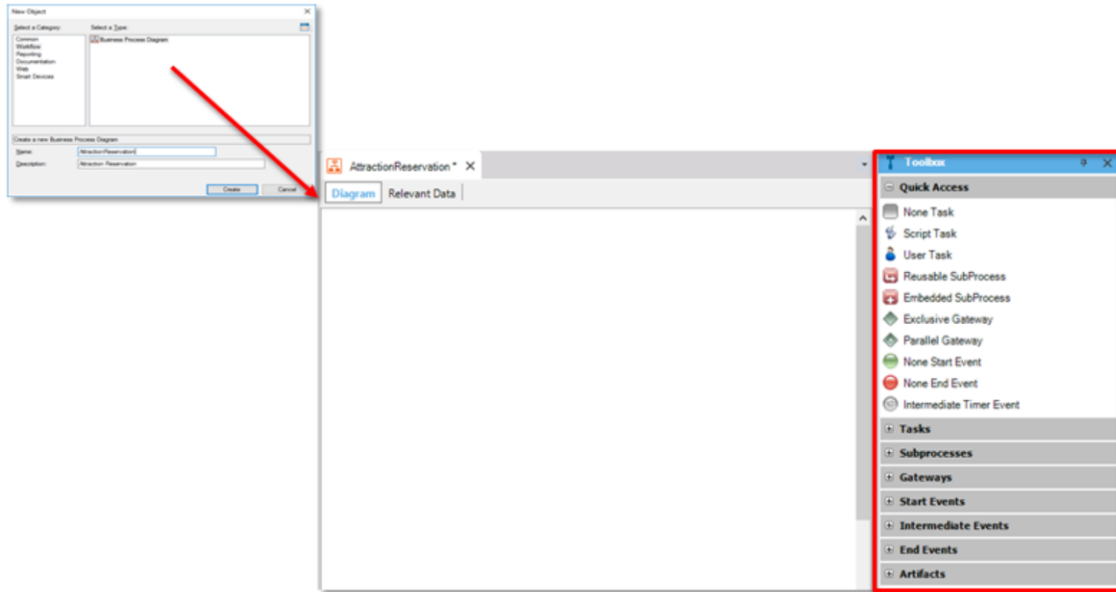 New Object
Select a Category:
Select a Type:
Common
Workflow
Reporting
Documentation
Web
Smart Devices
Business Process Diagram
Create a new Business Process Diagram
Name:
AttractionReservation
Description:
Attraction Reservation
Create
Cancel
AttractionReservation *
Diagram
Relevant Data
Toolbox
Quick Access
None Task
Script Task
User Task
Reusable SubProcess
Embedded SubProcess
Exclusive Gateway
Parallel Gateway
None Start Event
None End Event
Intermediate Timer Event
Tasks
Subprocesses
Gateways
Start Events
Intermediate Events
End Events
Artifacts